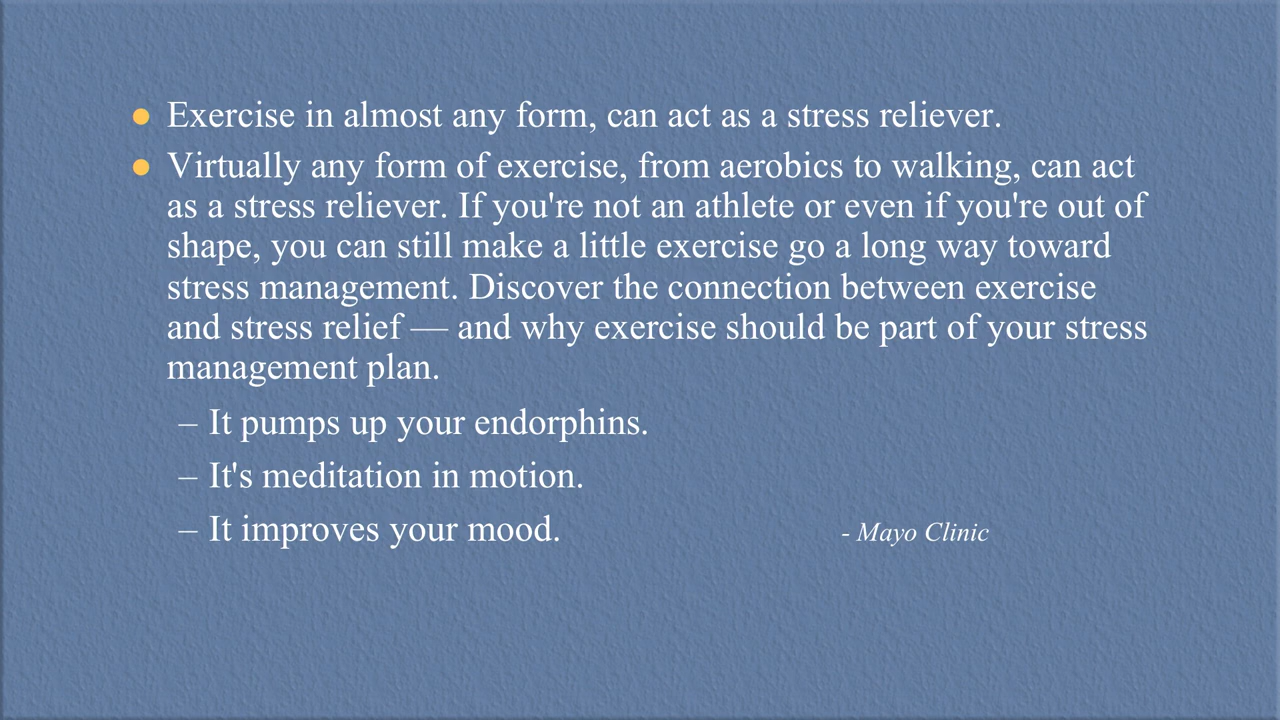 ● Exercise in almost any form, can act as a stress reliever.
● Virtually any form of exercise, from aerobics to walking, can act
as a stress reliever. If you're not an athlete or even if you're out of
shape, you can still make a little exercise go a long way toward
stress management. Discover the connection between exercise
and stress relief — and why exercise should be part of your stress
management plan.
– It pumps up your endorphins.
– It's meditation in motion.
– It improves your mood. - Mayo Clinic